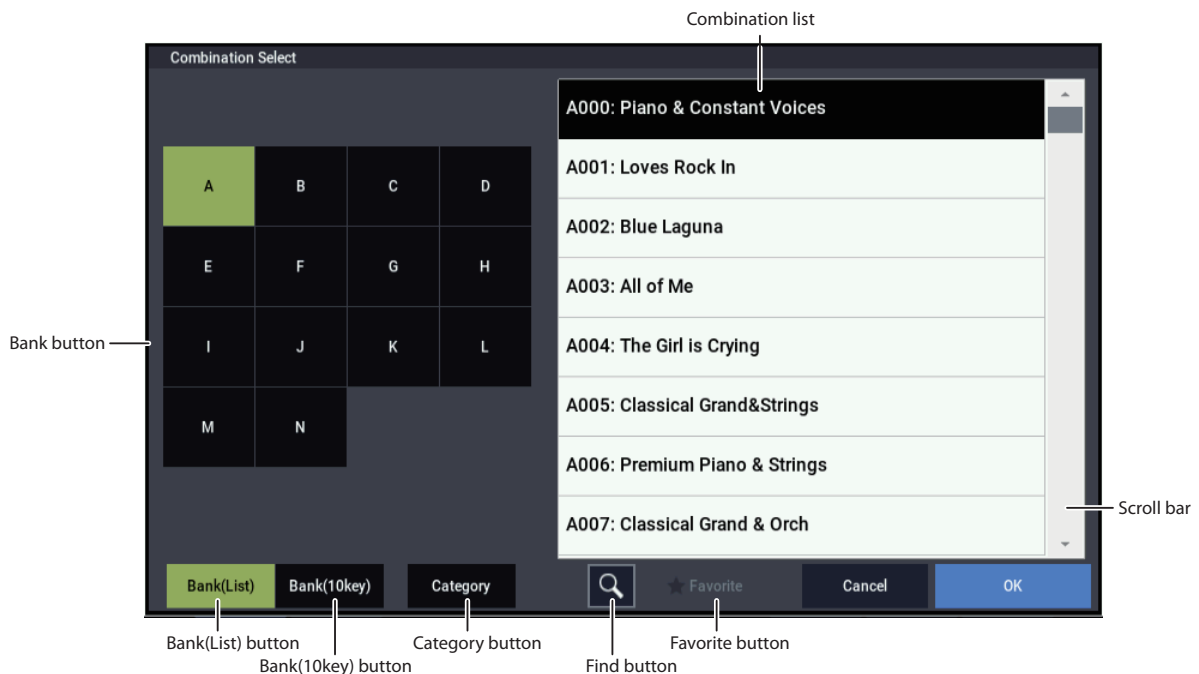 Combination list
Combination Select
A000: Piano & Constant Voices
A001: Loves Rock In
A B C D
A002: Blue Laguna
E F G H
A003: All of Me
Bank button
I J K L
A004: The Girl is Crying
A005: Classical Grand&Strings
M N
A006: Premium Piano & Strings
Scroll bar
A007: Classical Grand & Orch
Bank(List) Bank(10key) Category Favorite Cancel OK
Bank(List) button Category button Favorite button
Bank(10key) button Find button